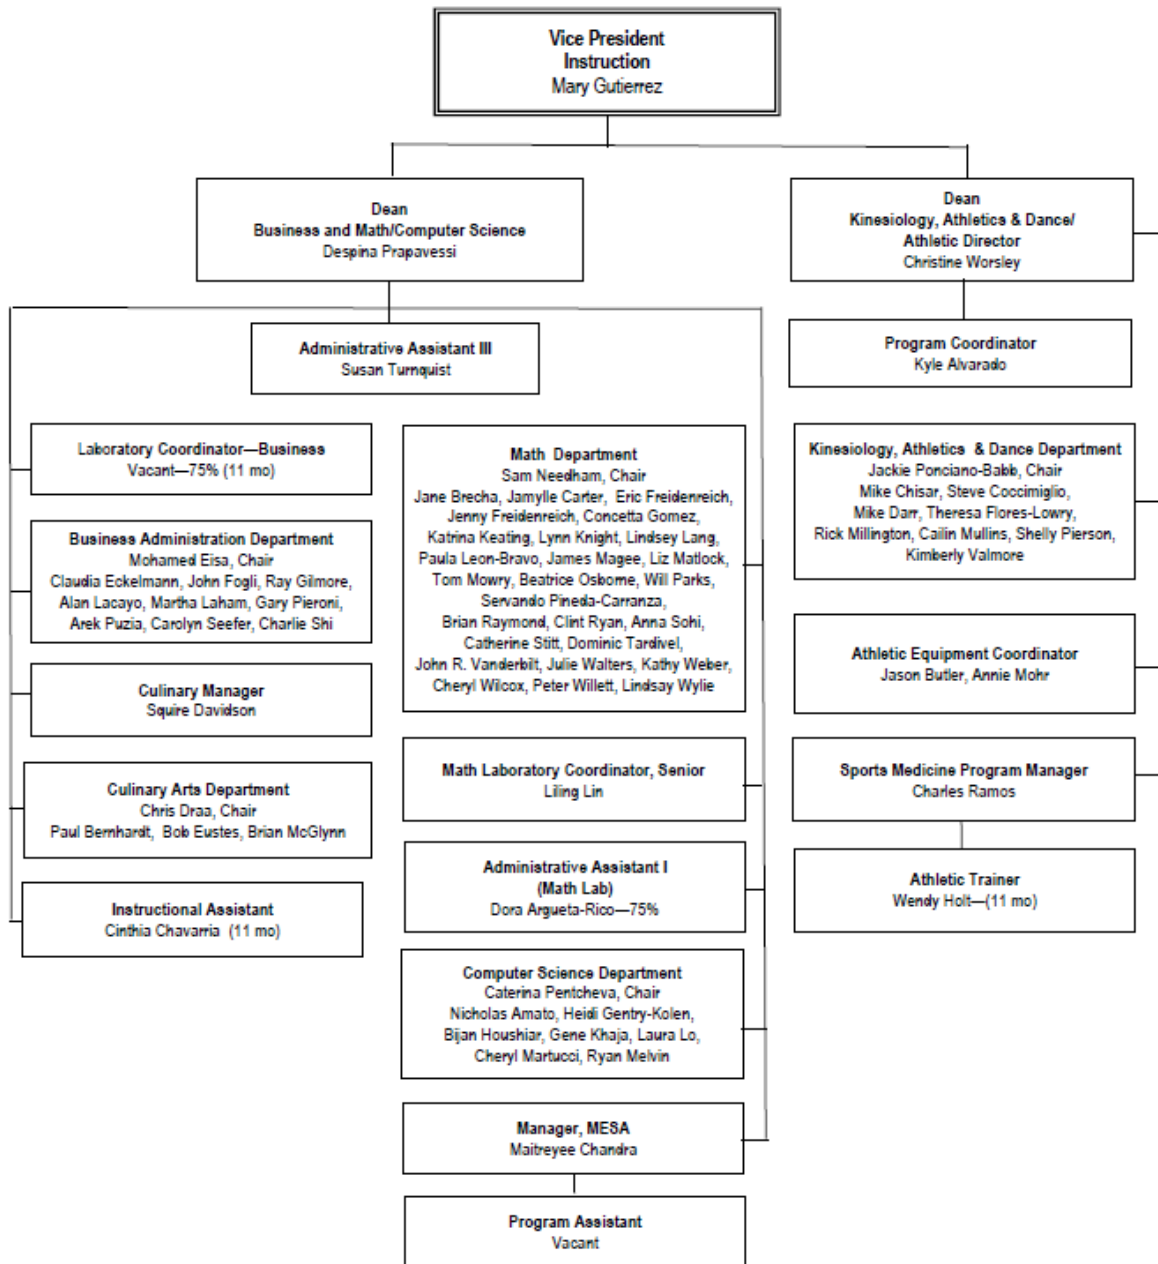 Vice President
Instruction
Mary Gutierrez
Dean
Business and Math/Computer Science
Despina Prapavessi
Dean
Kinesiology, Athletics & Dance/
Athletic Director
Christine Worsley
Administrative Assistant III
Susan Turnquist
Program Coordinator
Kyle Alvarado
Laboratory Coordinator—Business
Vacant—75% (11 mo)
Business Administration Department
Mohamed Eisa, Chair
Claudia Eckelmann, John Fogli, Ray Gilmore,
Alan Lacayo, Martha Laham, Gary Pieroni,
Arek Puzia, Carolyn Seefer, Charlie Shi
Culinary Manager
Squire Davidson
Culinary Arts Department
Chris Draa, Chair
Paul Bernhardt, Bob Eustes, Brian McGlynn
Instructional Assistant
Cinthia Chavarria (11 mo)
Math Department
Sam Needham, Chair
Jane Brecha, Jamylle Carter, Eric Freidenreich,
Jenny Freidenreich, Concetta Gomez,
Katrina Keating, Lynn Knight, Lindsey Lang,
Paula Leon-Bravo, James Magee, Liz Matlock,
Tom Mowry, Beatrice Osborne, Will Parks,
Servando Pineda-Carranza,
Brian Raymond, Clint Ryan, Anna Sohi,
Catherine Stitt, Dominic Tardivel,
John R. Vanderbilt, Julie Walters, Kathy Weber,
Cheryl Wilcox, Peter Willett, Lindsay Wylie
Math Laboratory Coordinator, Senior
Liling Lin
Administrative Assistant I
(Math Lab)
Dora Argueta-Rico—75%
Computer Science Department
Caterina Pentcheva, Chair
Nicholas Amato, Heidi Gentry-Kolen,
Bijan Houshiar, Gene Khaja, Laura Lo,
Cheryl Martucci, Ryan Melvin
Manager, MESA
Maitreyee Chandra
Program Assistant
Vacant
Kinesiology, Athletics & Dance Department
Jackie Ponciano-Babb, Chair
Mike Chisar, Steve Coccimiglio,
Mike Darr, Theresa Flores-Lowry,
Rick Millington, Cailin Mullins, Shelly Pierson,
Kimberly Valmore
Athletic Equipment Coordinator
Jason Butler, Annie Mohr
Sports Medicine Program Manager
Charles Ramos
Athletic Trainer
Wendy Holt—(11 mo)